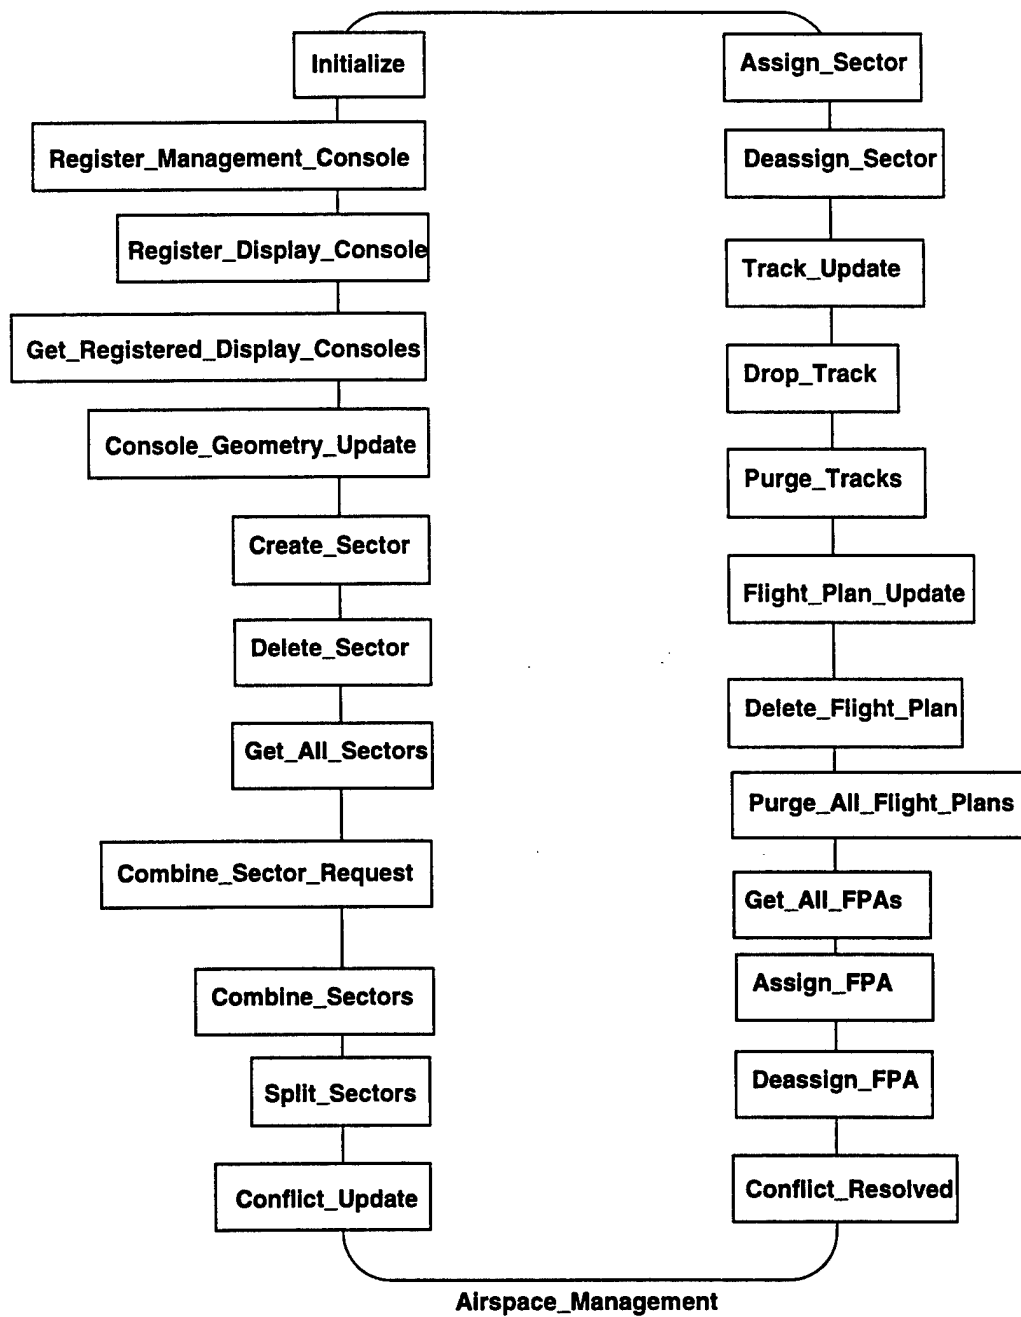 Initialize
Register_Management_Console
Register_Display_Console
Get_Registered_Display_Consoles
Console_Geometry_Update
Create_Sector
Delete_Sector
Get_All_Sectors
Combine_Sector_Request
Combine_Sectors
Split_Sectors
Conflict_Update
Assign_Sector
Deassign_Sector
Track_Update
Drop_Track
Purge_Tracks
Flight_Plan_Update
Delete_Flight_Plan
Purge_All_Flight_Plans
Get_All_FPAs
Assign_FPA
Deassign_FPA
Conflict_Resolved
Airspace_Management